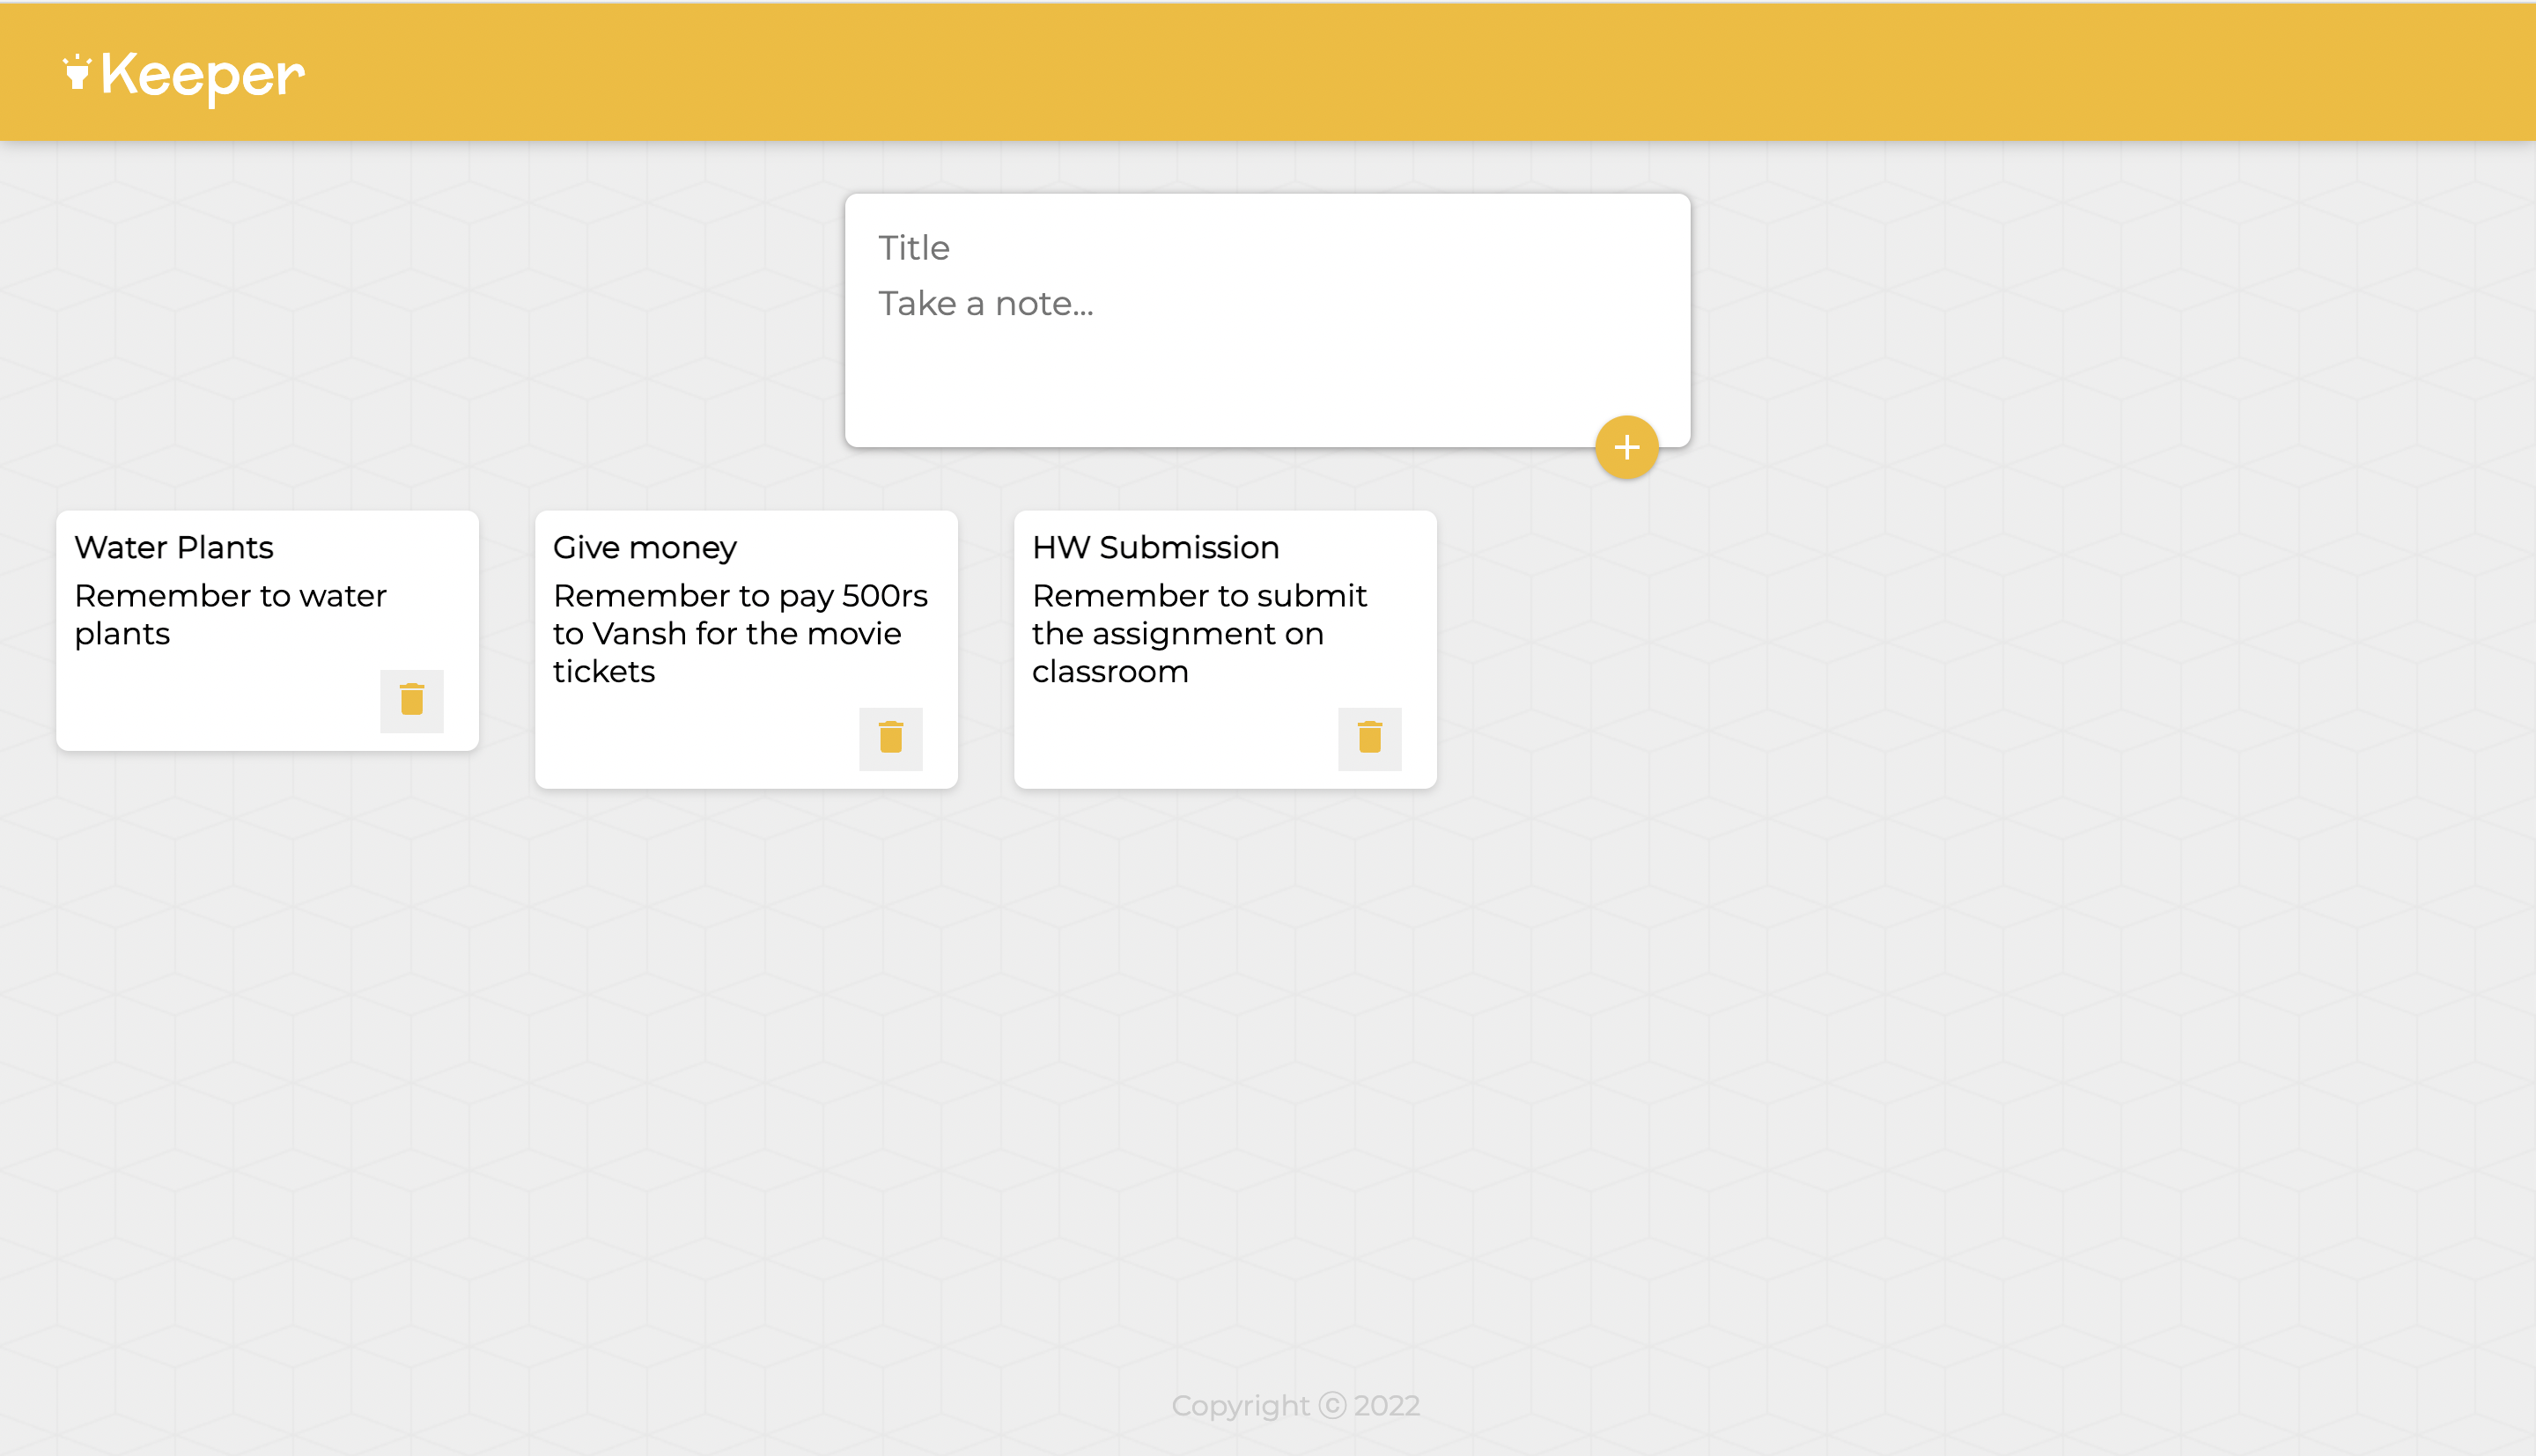 Keeper
Title
Take a note...
Water Plants
Remember to water
plants
Give money
Remember to pay 500rs
to Vansh for the movie
tickets
HW Submission
Remember to submit
the assignment on
classroom
Copyright ⓒ 2022